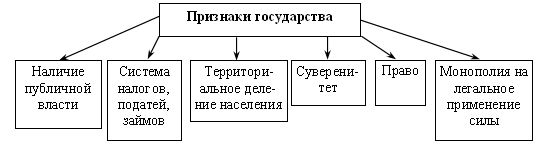 Признаки государства
Наличие
публичной
власти
Система
налогов,
податей,
займов
Территори-
альное деле-
ние населения
Суверени-
тет
Право
Монополия на
легальное
применение
силы